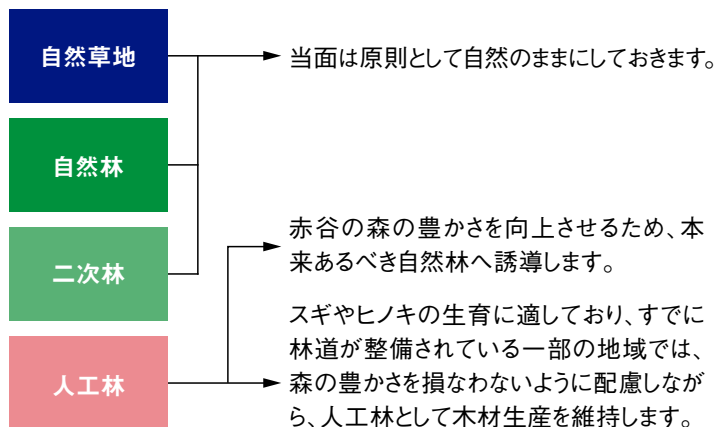 自然草地
当面は原則として自然のままにしておきます。
自然林
二次林
赤谷の森の豊かさを向上させるため、本
来あるべき自然林へ誘導します。
人工林
スギやヒノキの生育に適しており、すでに
林道が整備されている一部の地域では、
森の豊かさを損なわないように配慮しなが
ら、人工林として木材生産を維持します。